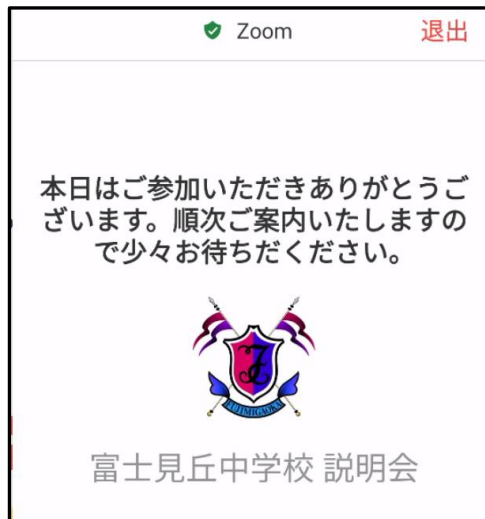 Zoom
退出
本日はご参加いただきありがとうご
ざいます。順次ご案内いたしますの
で少々お待ちだください。
FUJIMIGAOKA
富士見丘中学校 説明会